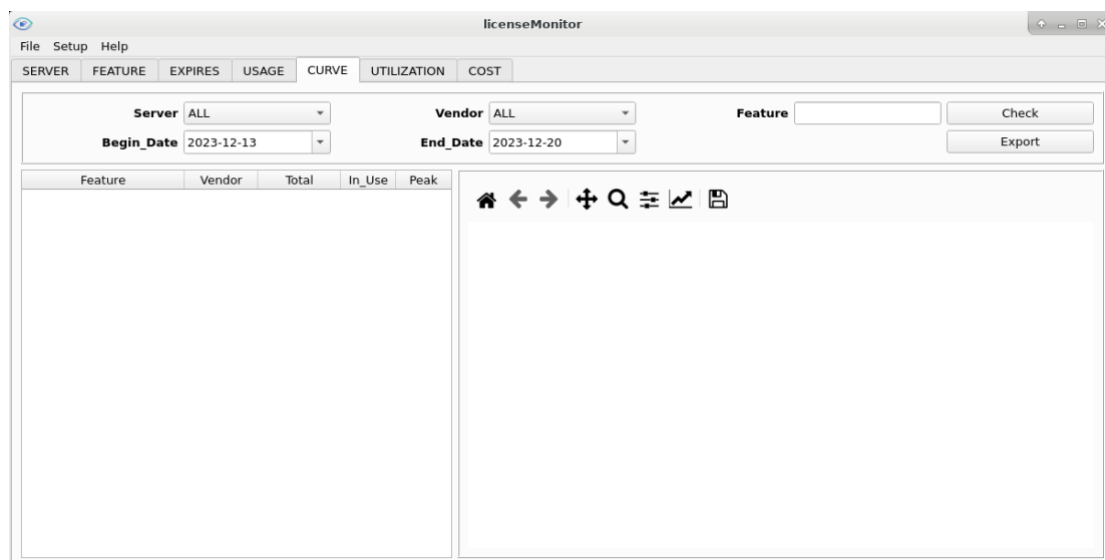 licenseMonitor
File Setup Help
SERVER FEATURE EXPIRES USAGE CURVE UTILIZATION COST
Server ALL Vendor ALL Feature Check
Begin_Date 2023-12-13 End_Date 2023-12-20 Export
Feature Vendor Total In_Use Peak